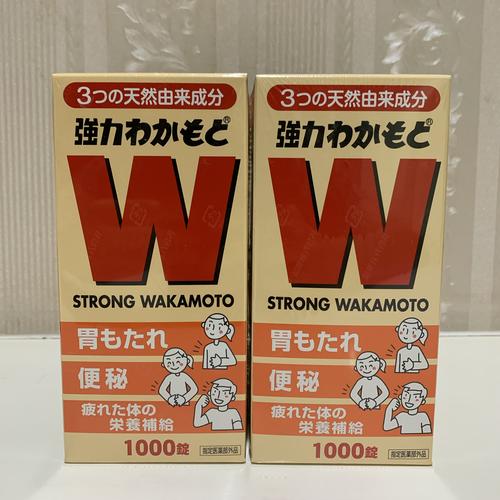 3つの天然由来成分
強力わかもと®
W
STRONG WAKAMOTO
胃もたれ
便秘
疲れた体の
栄養補給
1000錠
指定医薬部外品
3つの天然由来成分
強力わかもと®
W
STRONG WAKAMOTO
胃もたれ
便秘
疲れた体の
栄養補給
1000錠
指定医薬部外品